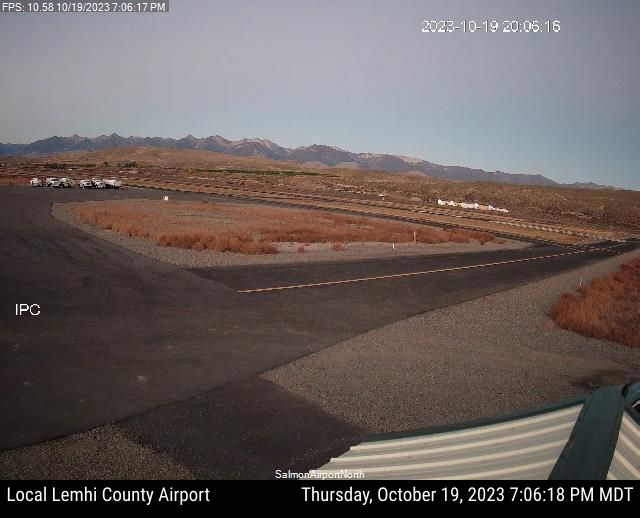 FPS: 10.58 10/19/2023 7:06:17 PM
2023-10-19 20:06:16
IPC
SalmonAirportNorth
Local Lemhi County Airport Thursday, October 19, 2023 7:06:18 PM MDT